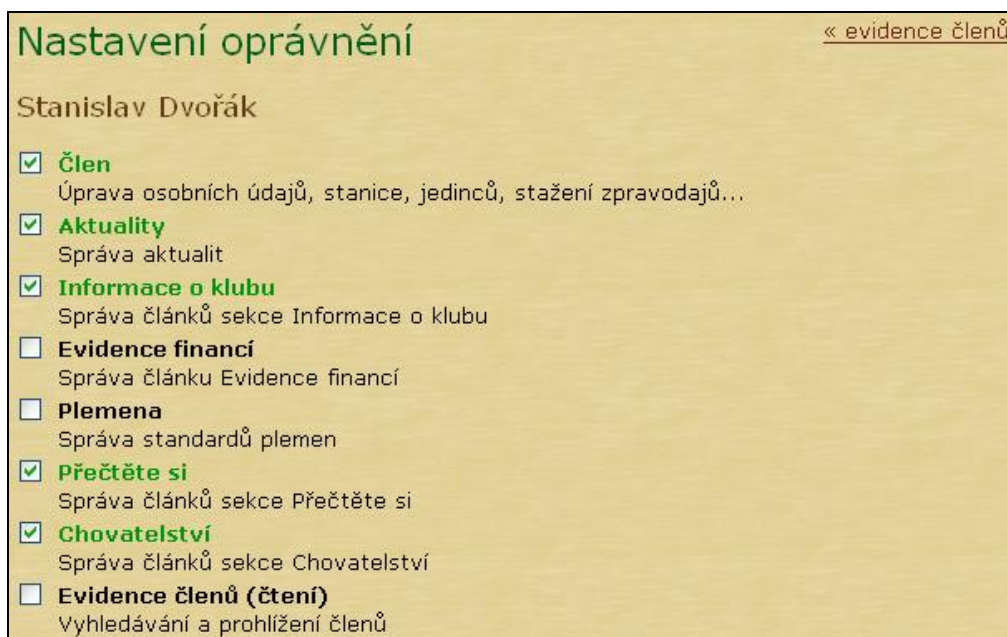 Nastavení oprávnění
« evidence členů
Stanislav Dvořák
Člen
Úprava osobních údajů, stanice, jedinců, stažení zpravodajů...
Aktuality
Správa aktualit
Informace o klubu
Správa článků sekce Informace o klubu
Evidence financí
Správa článku Evidence financí
Plemena
Správa standardů plemen
Přečtěte si
Správa článků sekce Přečtěte si
Chovatelství
Správa článků sekce Chovatelství
Evidence členů (čtení)
Vyhledávání a prohlížení členů